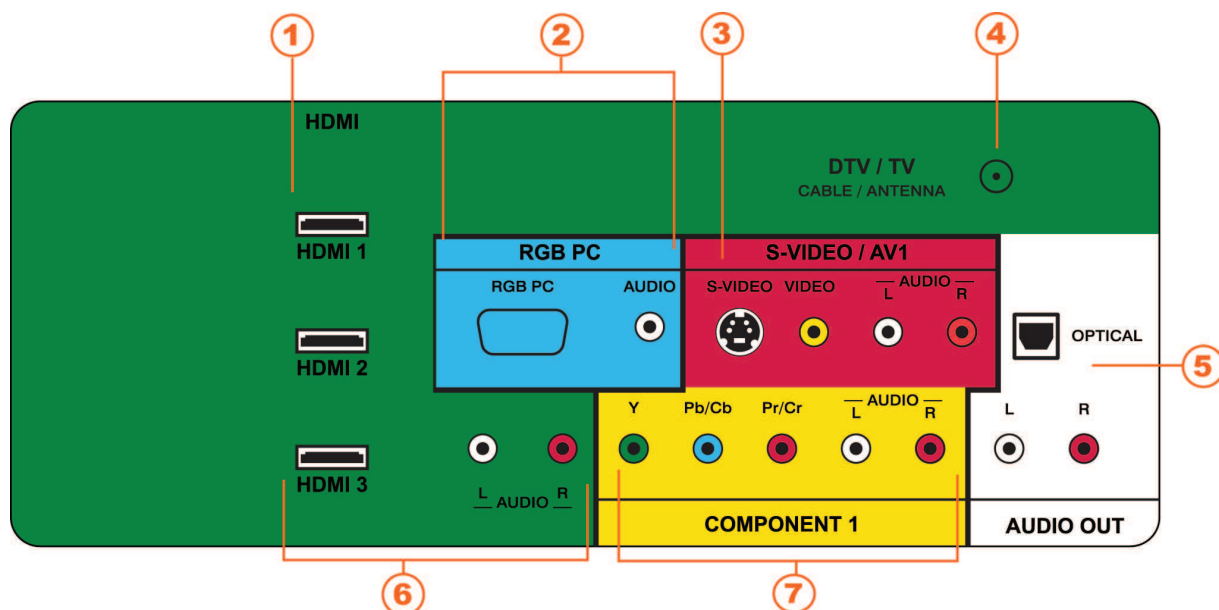 1 2 3 4
HDMI
DTV / TV
CABLE / ANTENNA
HDMI 1
RGB PC
S-VIDEO / AV1
RGB PC AUDIO
S-VIDEO VIDEO AUDIO
L R
OPTICAL
HDMI 2
5
Y Pb/Cb Pr/Cr AUDIO
L R
L R
HDMI 3
L AUDIO R
COMPONENT 1
AUDIO OUT
6 7